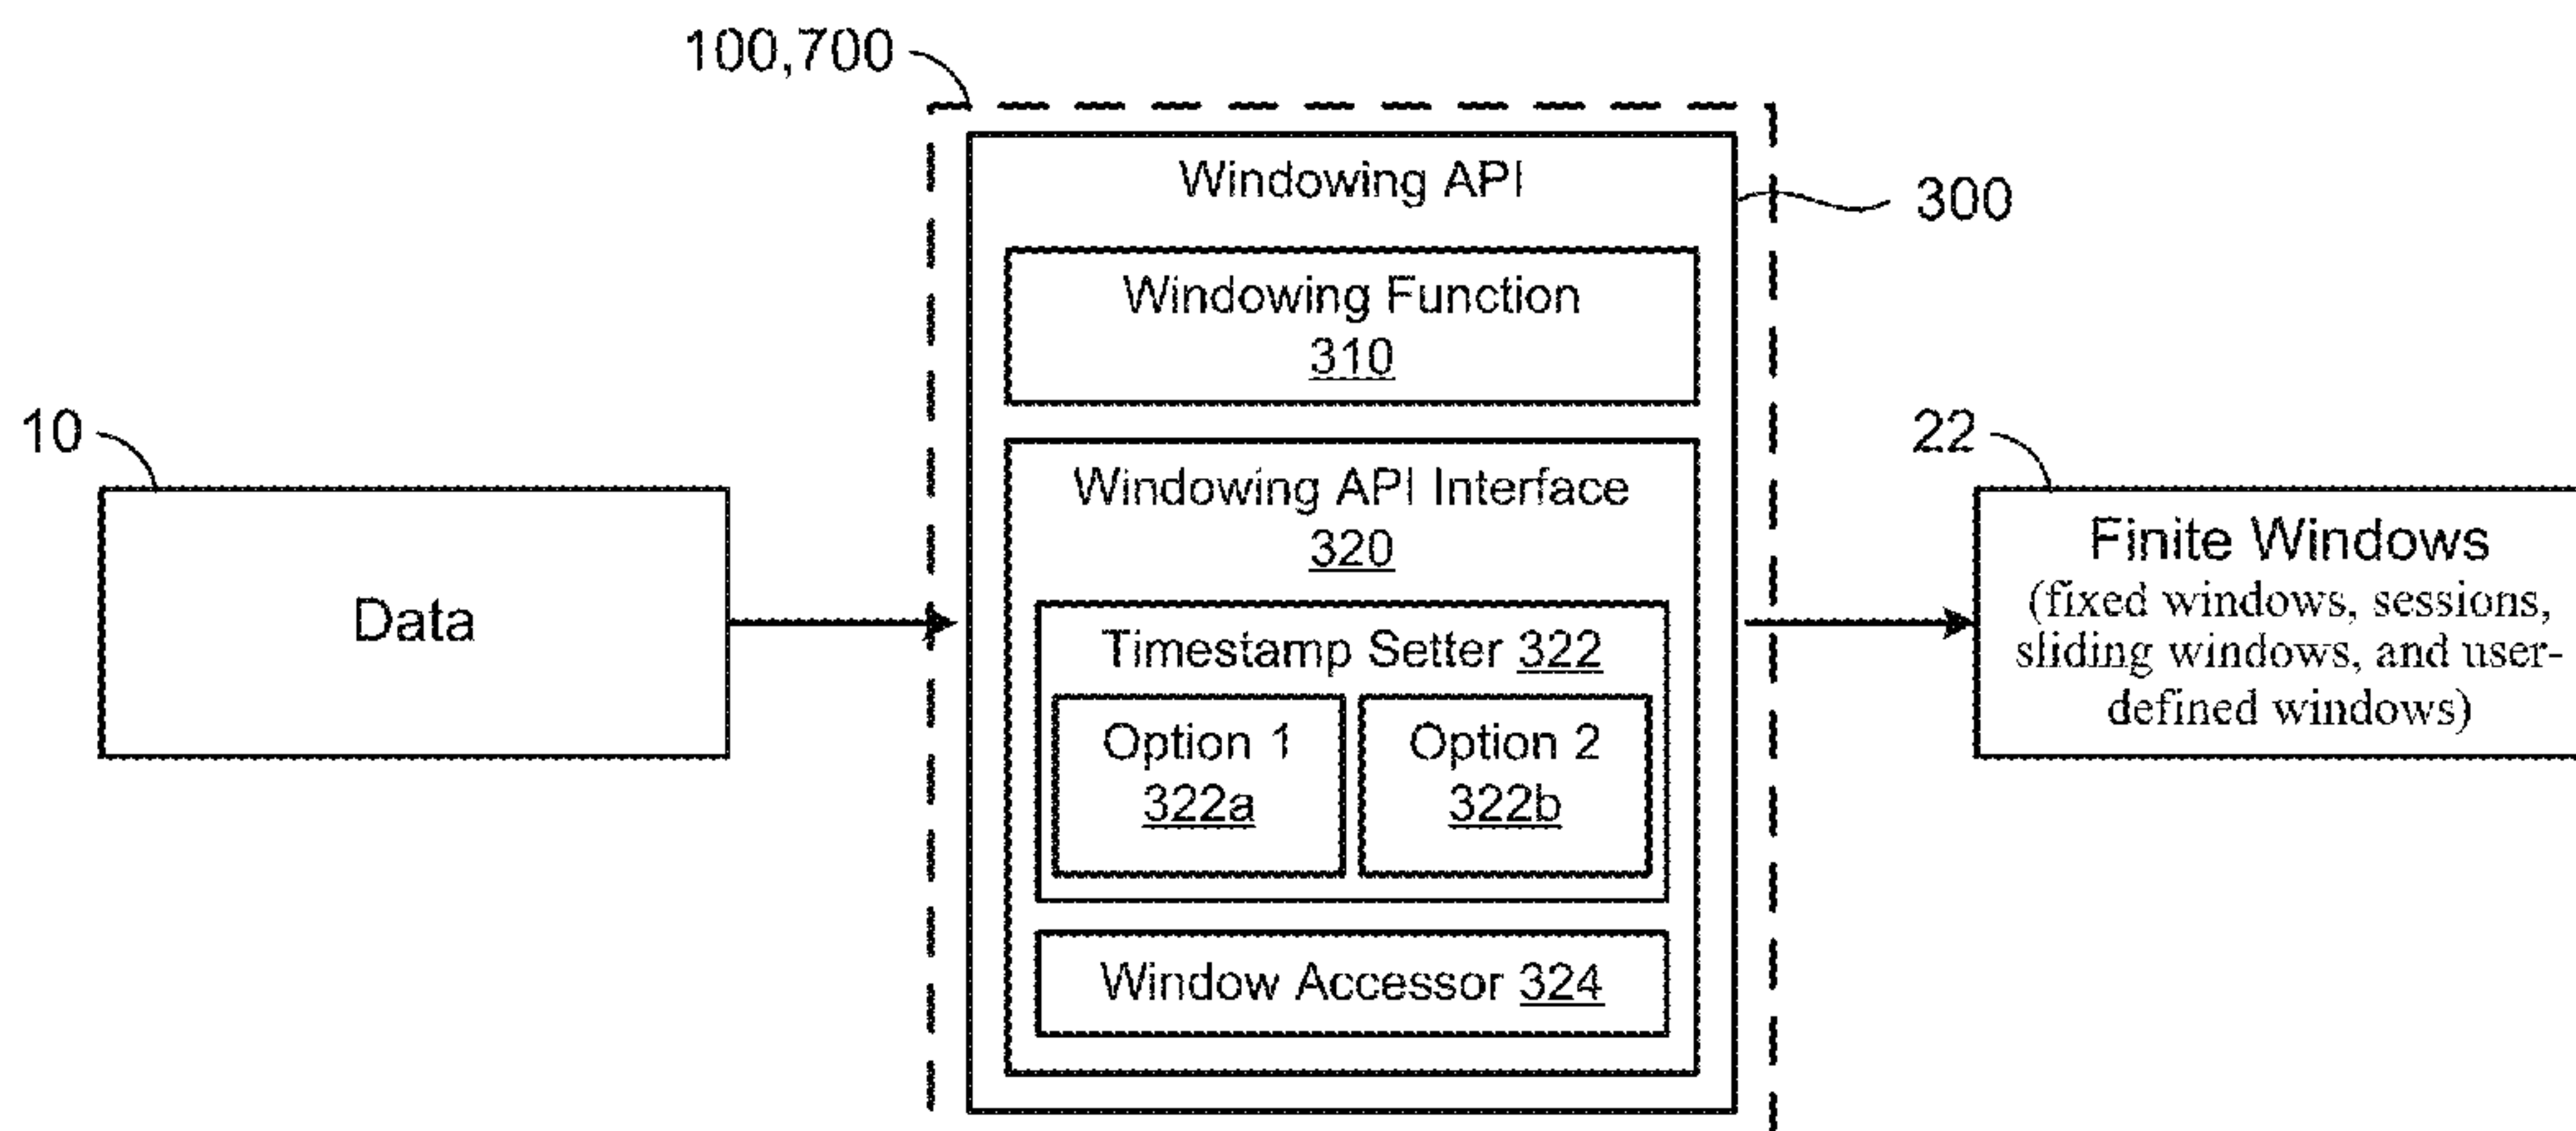 100,700
Windowing API
300
Windowing Function
310
10
Data
Windowing API Interface
320
Timestamp Setter 322
Option 1
322a
Option 2
322b
Window Accessor 324
22
Finite Windows
(fixed windows, sessions,
sliding windows, and user-
defined windows)